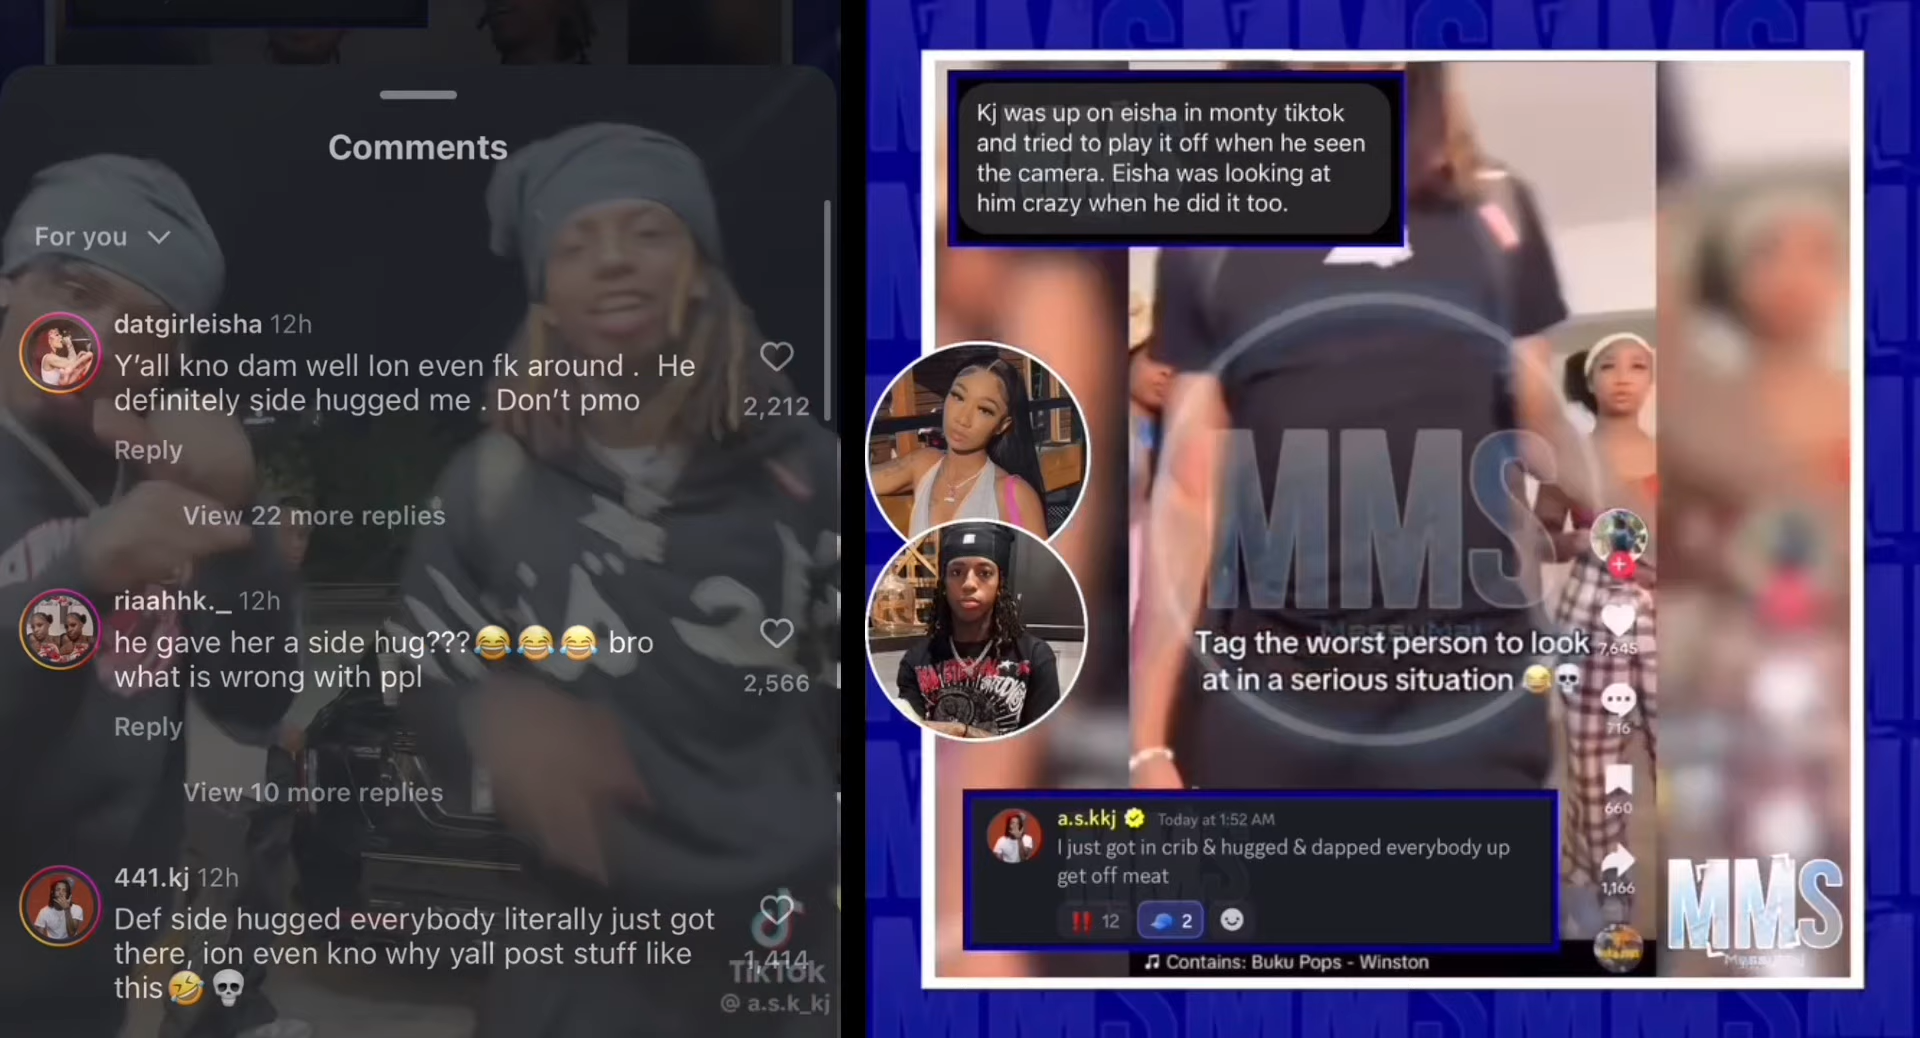 Comments
For you
datgirleisha 12h
Y'all kno dam well Ion even fk around . He
definitely side hugged me . Don't pmo
2,212
Reply
View 22 more replies
riaahhk._ 12h
he gave her a side hug???😂😂😂 bro
what is wrong with ppl
2,566
Reply
View 10 more replies
441.kj 12h
Def side hugged everybody literally just got
there, ion even kno why yall post stuff like
this🤣💀
1,414
TikTok
@ a.s.k_kj
Kj was up on eisha in monty tiktok
and tried to play it off when he seen
the camera. Eisha was looking at
him crazy when he did it too.
MMS
Tag the worst person to look
at in a serious situation 😂💀
7,645
716
660
1,166
a.s.kkj Today at 1:52 AM
I just got in crib & hugged & dapped everybody up
get off meat
‼️ 12 🧢 2
MMS
♫ Contains: Buku Pops - Winston